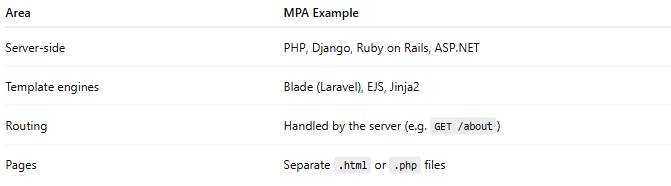 Area MPA Example
Server-side PHP, Django, Ruby on Rails, ASP.NET
Template engines Blade (Laravel), EJS, Jinja2
Routing Handled by the server (e.g. GET /about)
Pages Separate .html or .php files